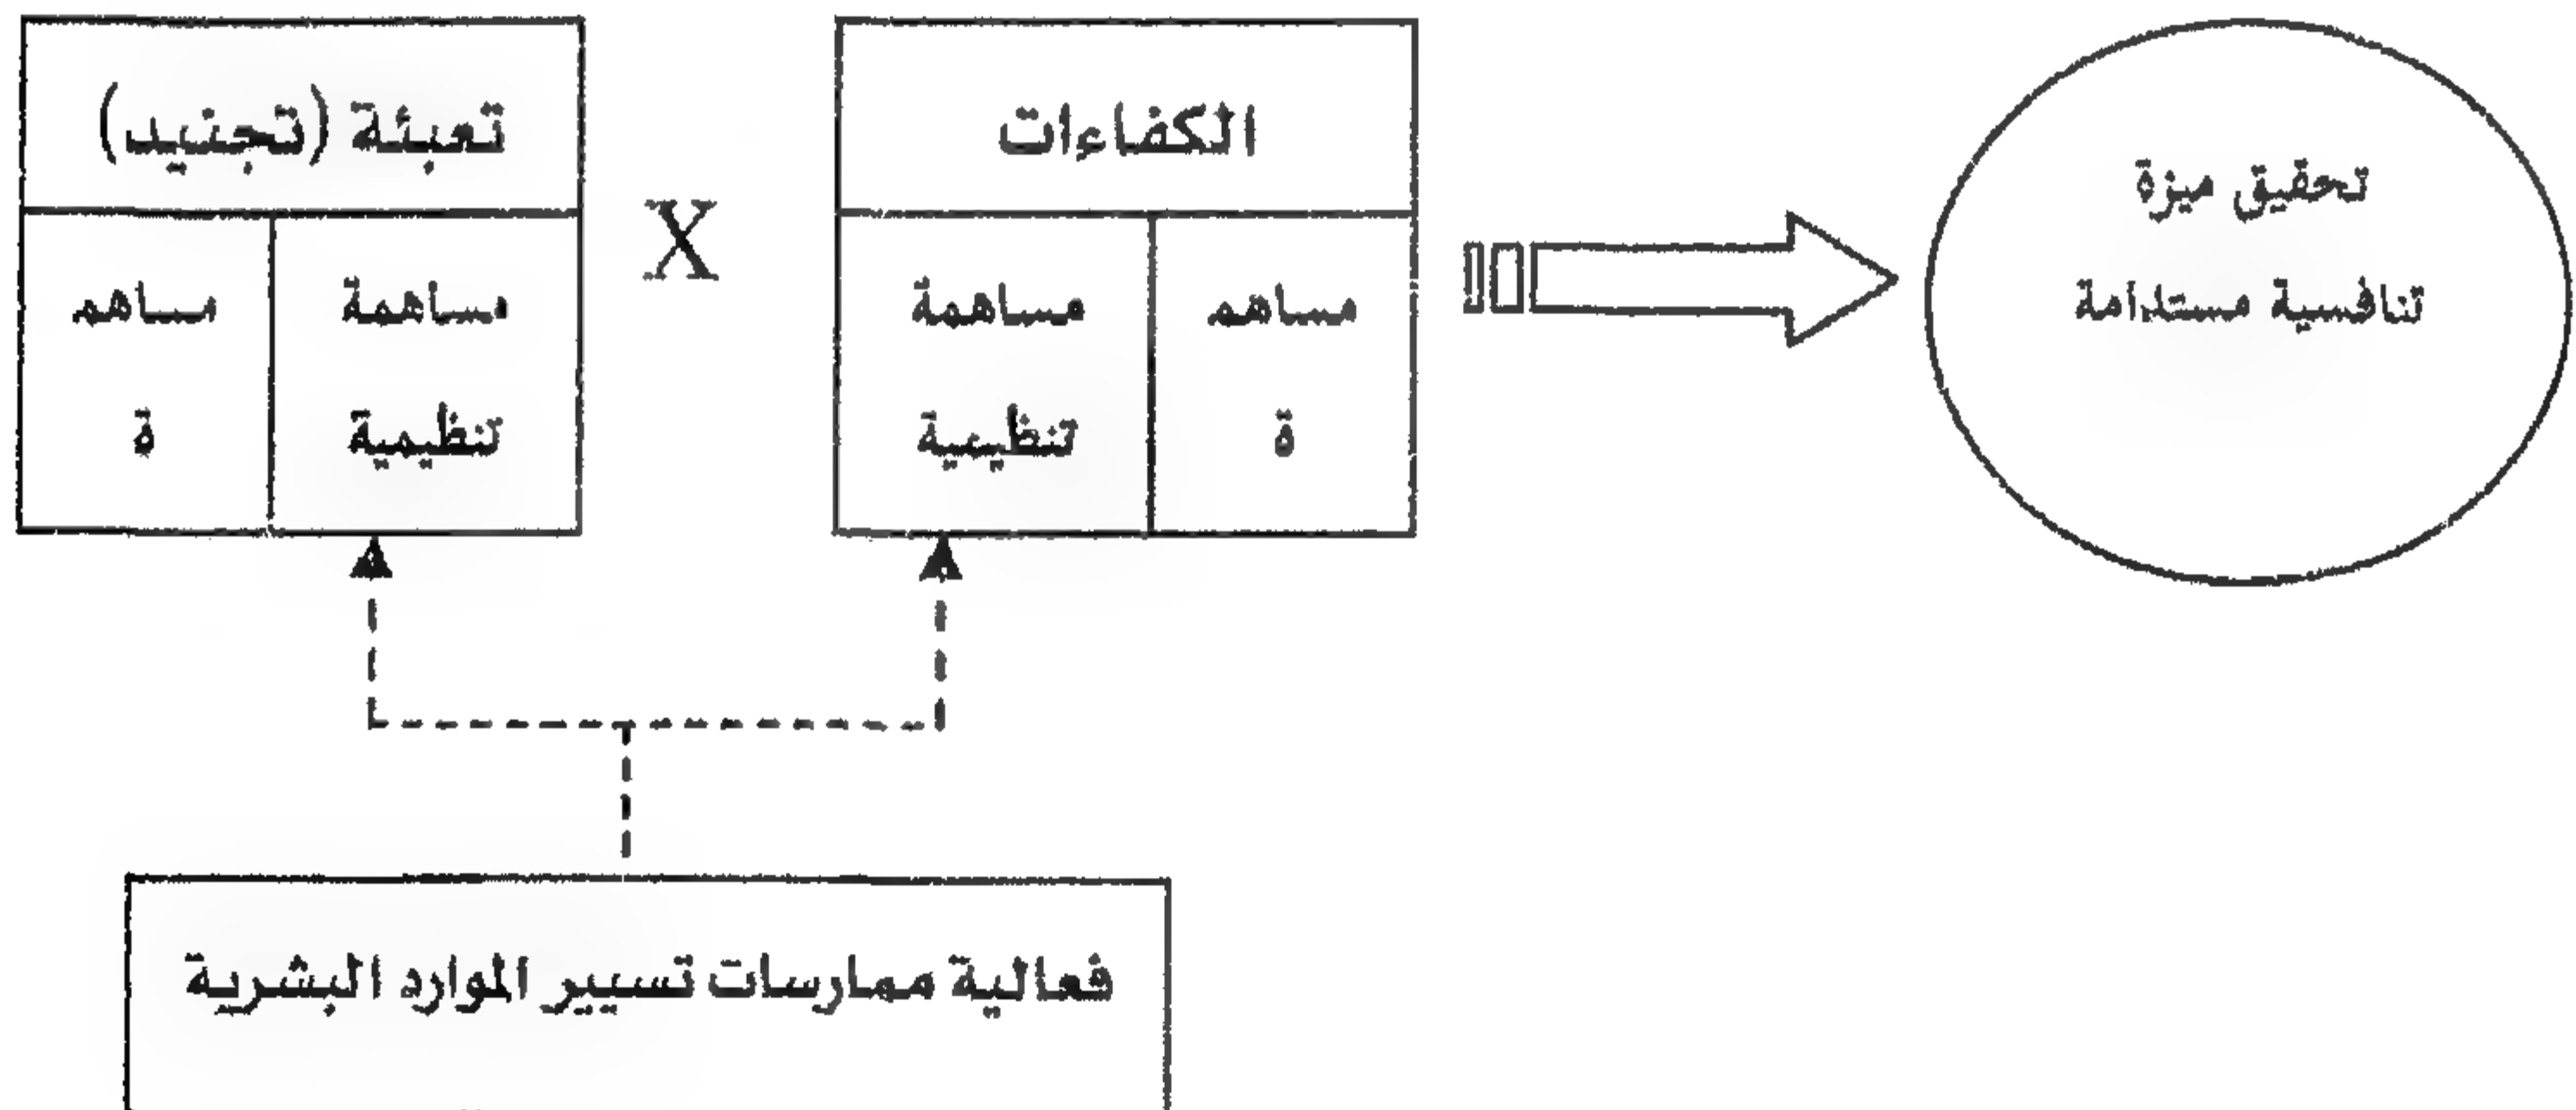 تعبئة (تجنيد)
مساهمة
تنظيمية
مساهم
ة
X
الكفاءات
مساهم
ة
مساهمة
تنظيمية
تحقيق ميزة
تنافسية مستدامة
فعالية ممارسات تسيير الموارد البشرية